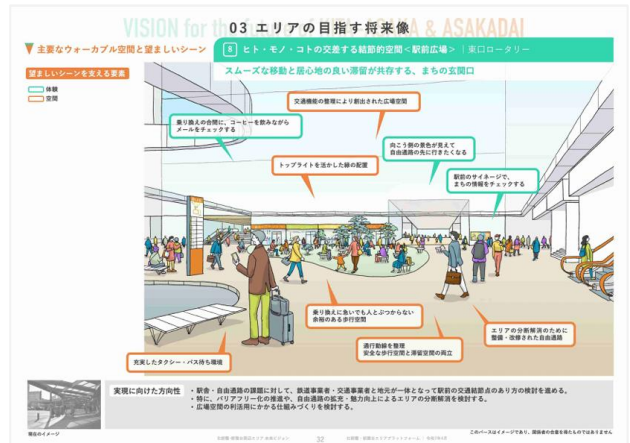 VISION for the
& ASAKADAI
03 エリアの目指す将来像
主要なウォーカブル空間と望ましいシーン
8 ヒト・モノ・コトの交差する結節的空間<駅前広場>|東口ロータリー
スムーズな移動と居心地の良い滞留が共存する、まちの玄関口
望ましいシーンを支える要素
体験
空間
交通機能の整理により創出された広場空間
乗り換えの合間に、コーヒーを飲みながら
メールをチェックする
向こう側の景色が見えて
自由通路の先に行きたくなる
トップライトを活かした緑の配置
駅前のサイネージで、
まちの情報をチェックする
乗り換えに急いでも人とぶつからない
余裕のある歩行空間
エリアの分断解消のために
整備・改修された自由通路
通行動線を整理
安全な歩行空間と滞留空間の両立
充実したタクシー・バス待ち環境
実現に向けた方向性
・駅舎・自由通路の課題に対して、鉄道事業者・交通事業者と地元が一体となって駅前の交通結節点のあり方の検討を進める。
・特に、バリアフリー化の推進や、自由通路の拡充・魅力向上によるエリアの分断解消を検討する。
・広場空間の利活用にかかる仕組みづくりを検討する。
現在のイメージ
このパースはイメージであり、関係者の合意を得たものではありません
32